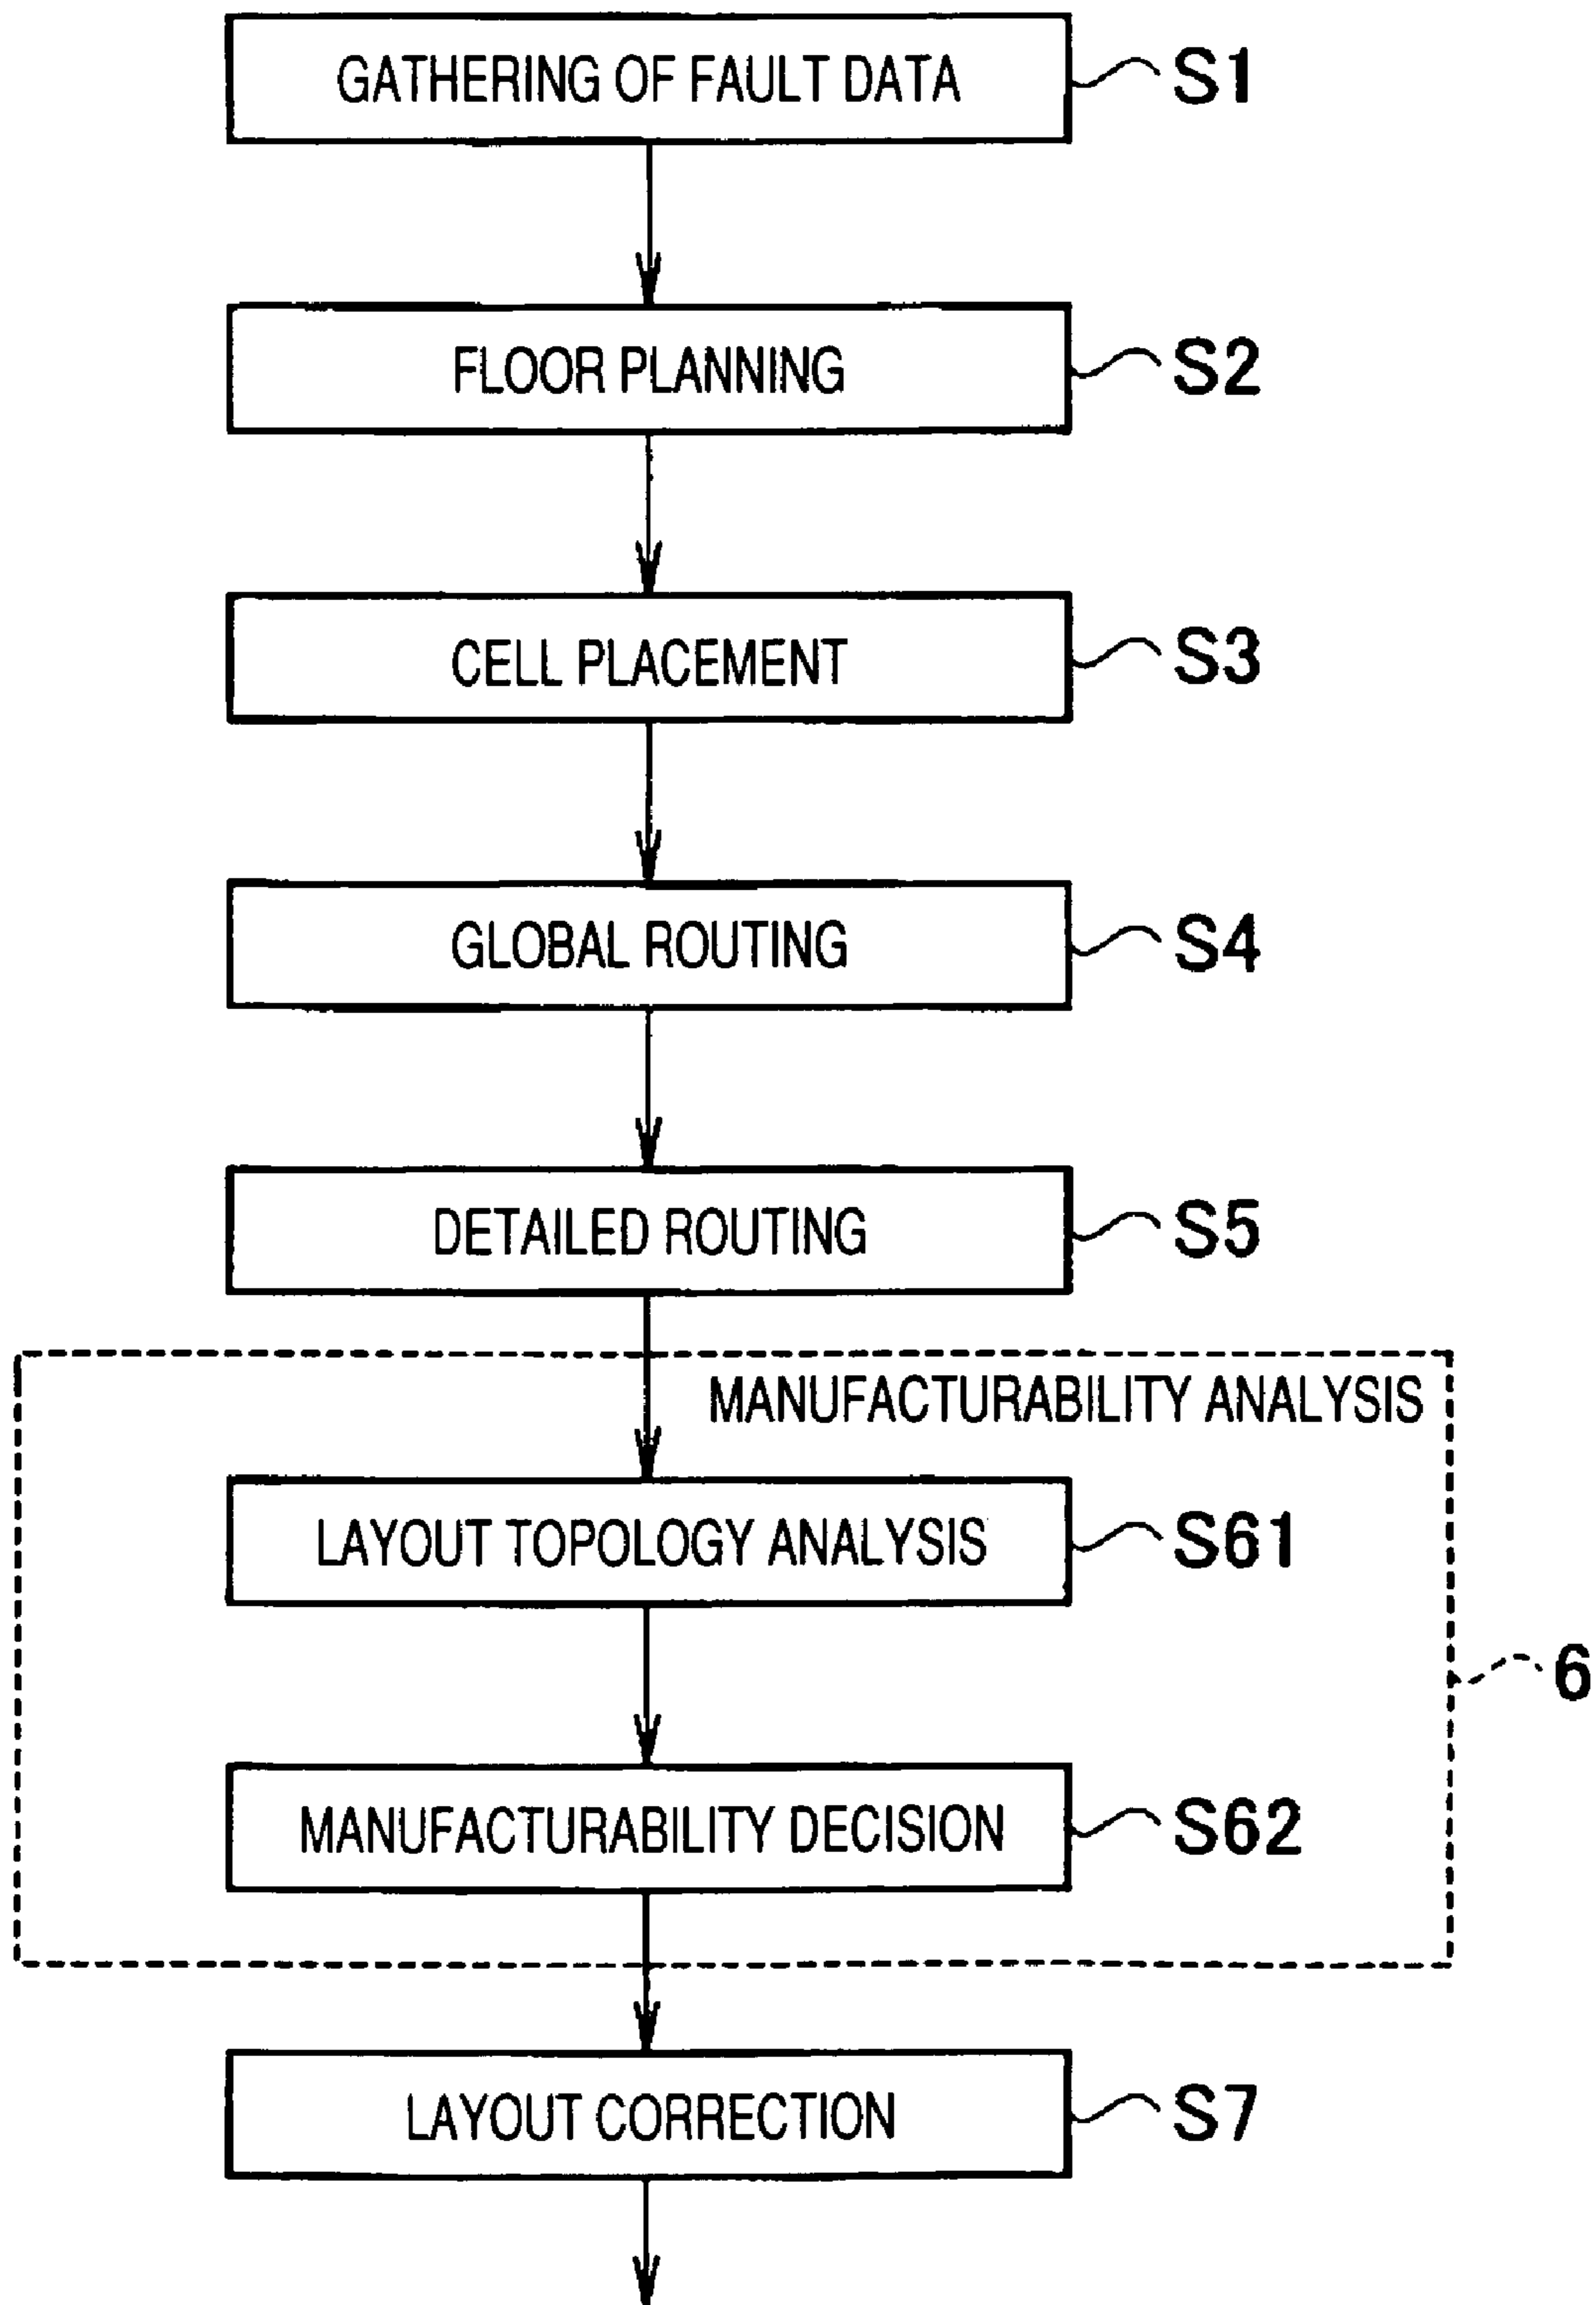 GATHERING OF FAULT DATA
S1
FLOOR PLANNING
S2
CELL PLACEMENT
S3
GLOBAL ROUTING
S4
DETAILED ROUTING
S5
MANUFACTURABILITY ANALYSIS
LAYOUT TOPOLOGY ANALYSIS
S61
6
MANUFACTURABILITY DECISION
S62
LAYOUT CORRECTION
S7